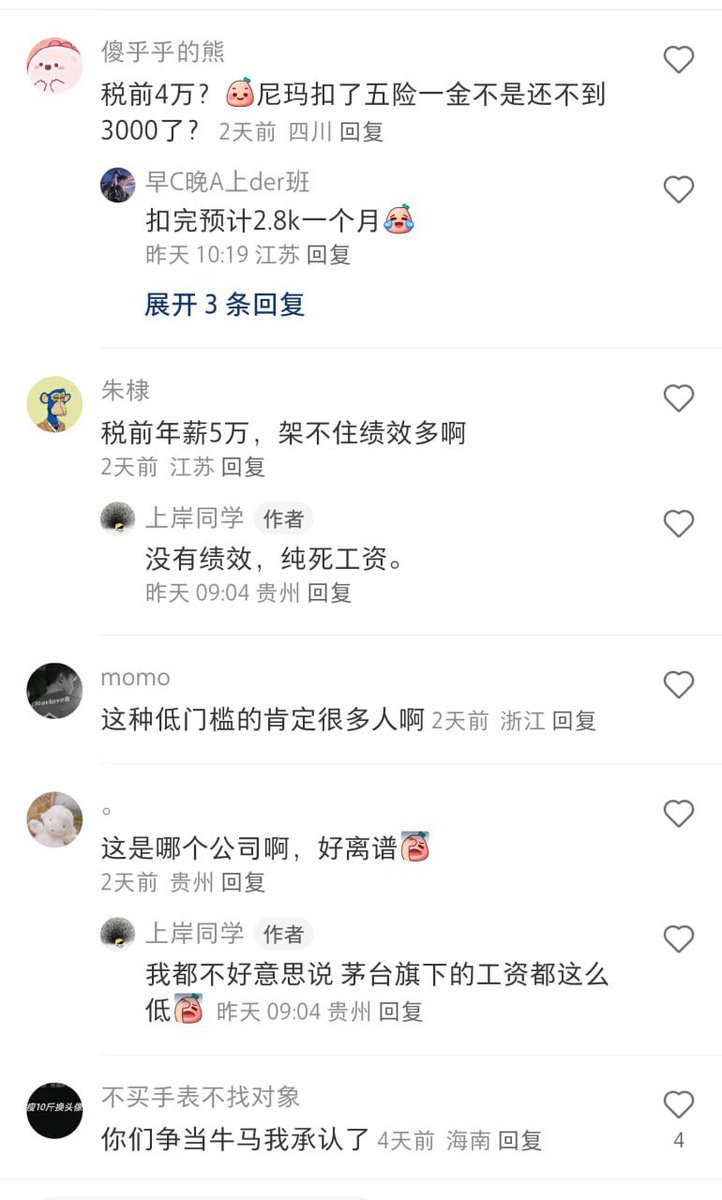 傻乎乎的熊
税前4万？尼玛扣了五险一金不是还不到
3000了？ 2天前 四川 回复
早C晚A上der班
扣完预计2.8k一个月
昨天 10:19 江苏 回复
展开 3 条回复
朱棣
税前年薪5万，架不住绩效多啊
2天前 江苏 回复
上岸同学 作者
没有绩效，纯死工资。
昨天 09:04 贵州 回复
momo
这种低门槛的肯定很多人啊 2天前 浙江 回复
。
这是哪个公司啊，好离谱
2天前 贵州 回复
上岸同学 作者
我都不好意思说 茅台旗下的工资都这么
低 昨天 09:04 贵州 回复
瘦10斤换头像
不买手表不找对象
你们争当牛马我承认了 4天前 海南 回复
4